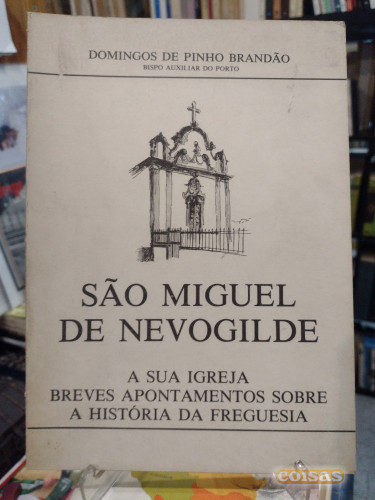 DOMINGOS DE PINHO BRANDÃO
BISPO AUXILIAR DO PORTO
SÃO MIGUEL
DE NEVOGILDE
A SUA IGREJA
BREVES APONTAMENTOS SOBRE
A HISTÓRIA DA FREGUESIA
coisas